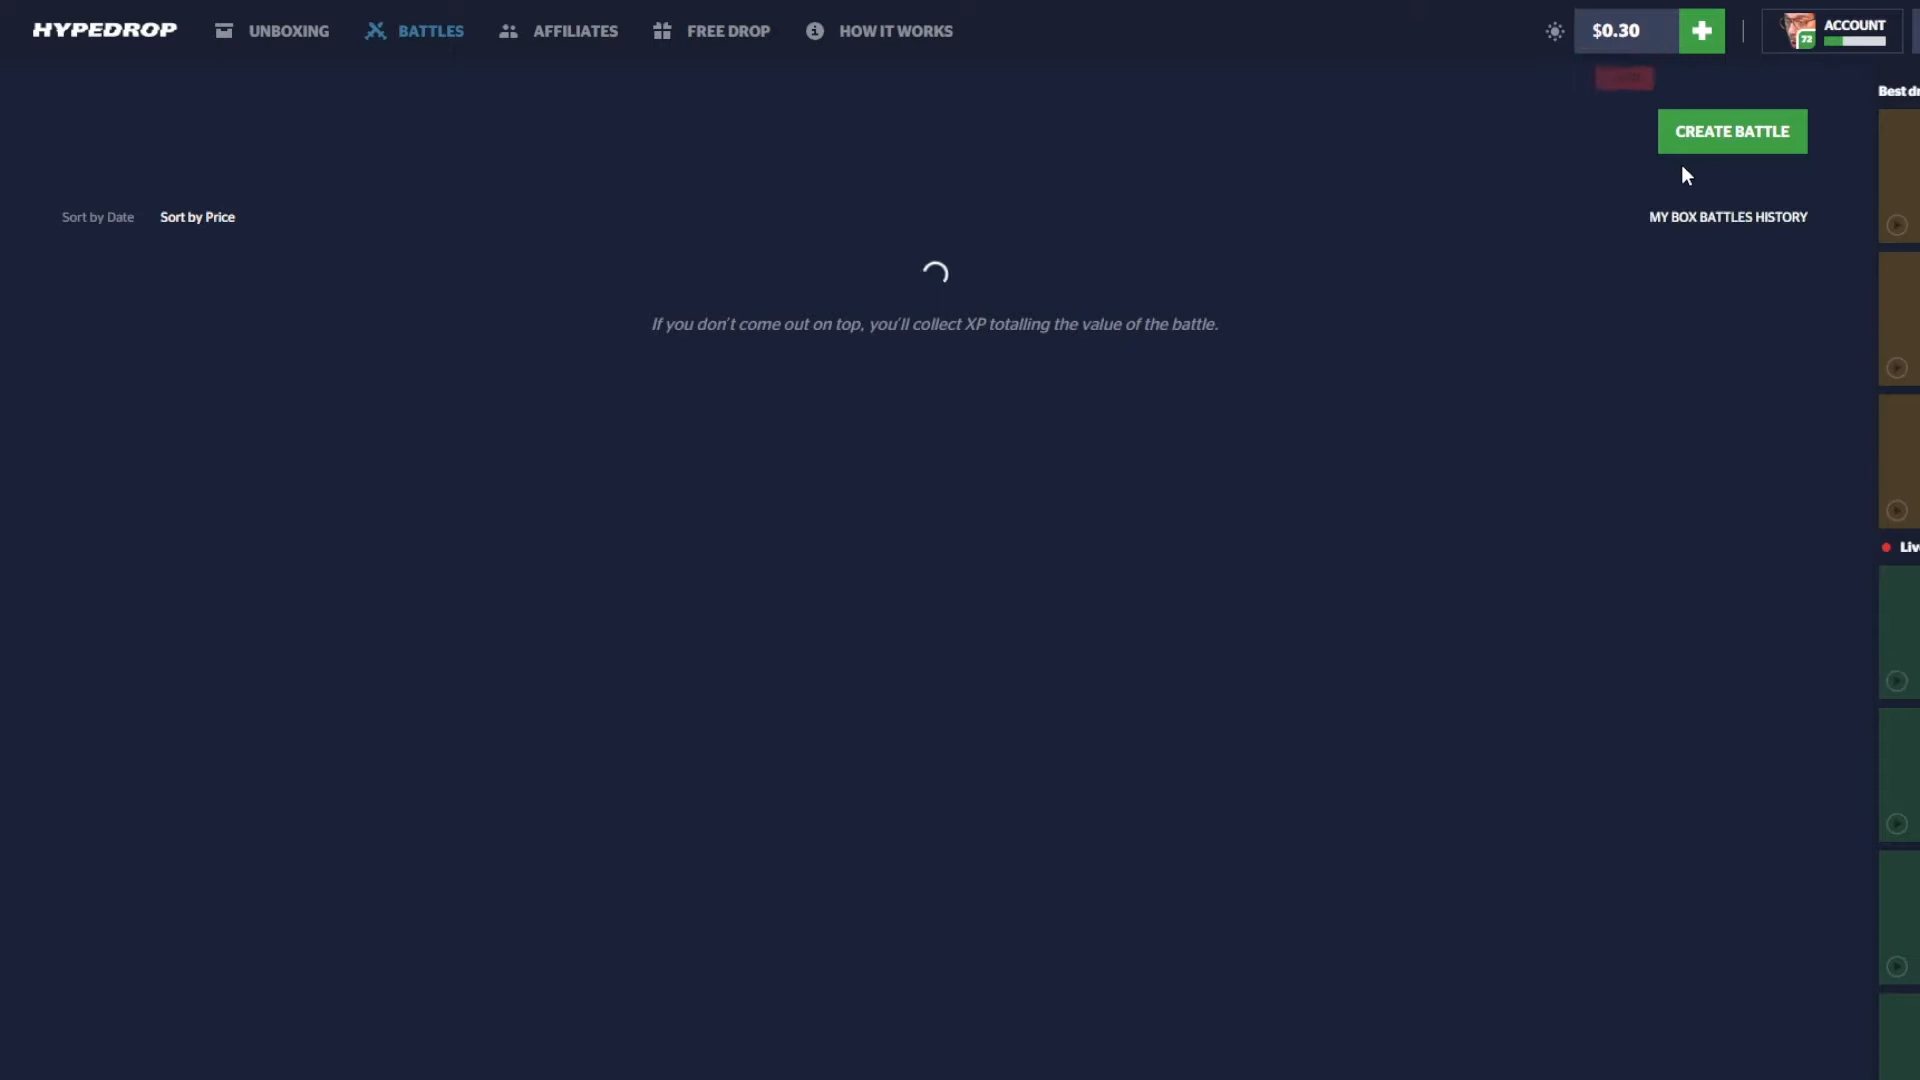 HYPEDROP UNBOXING BATTLES AFFILIATES FREE DROP HOW IT WORKS $0.30 72 ACCOUNT
Best
CREATE BATTLE
Sort by Date Sort by Price MY BOX BATTLES HISTORY
If you don't come out on top, you'll collect XP totalling the value of the battle.